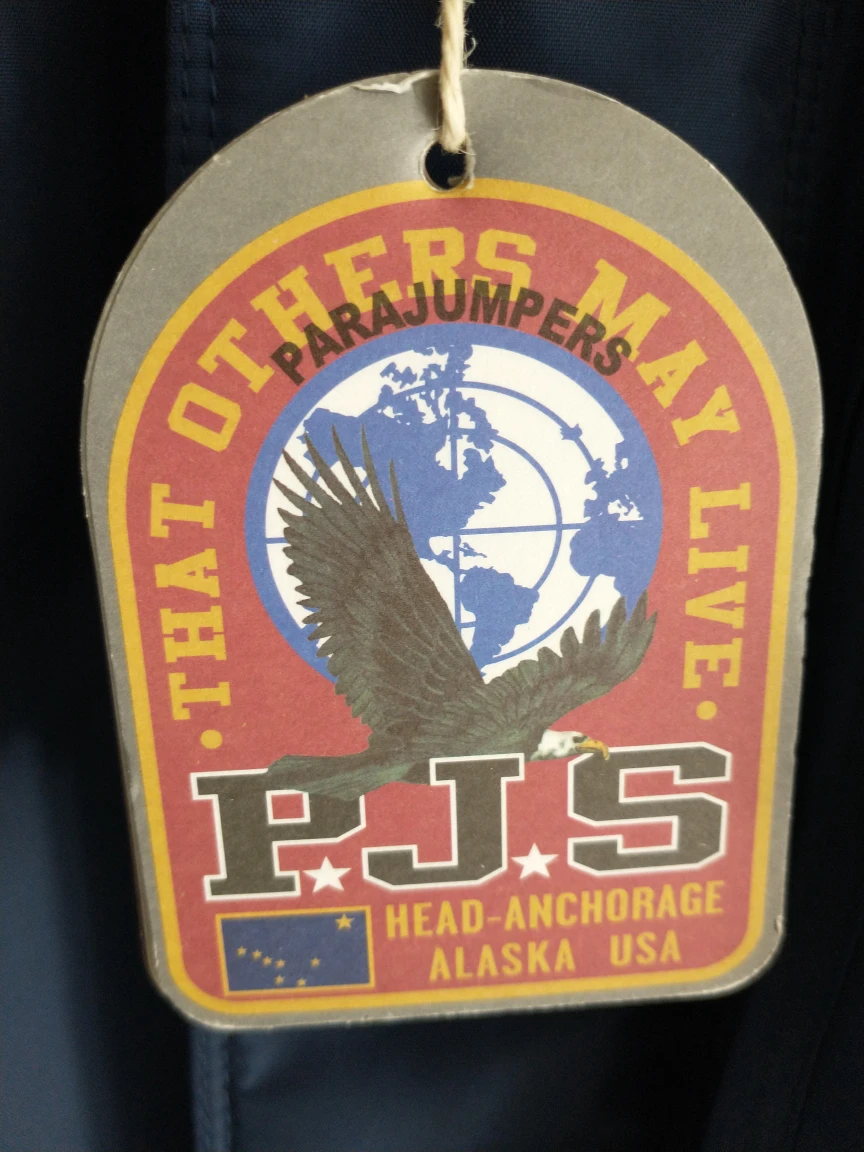 · THAT OTHERS MAY LIVE ·
PARAJUMPERS
P.J.S
HEAD-ANCHORAGE
ALASKA USA